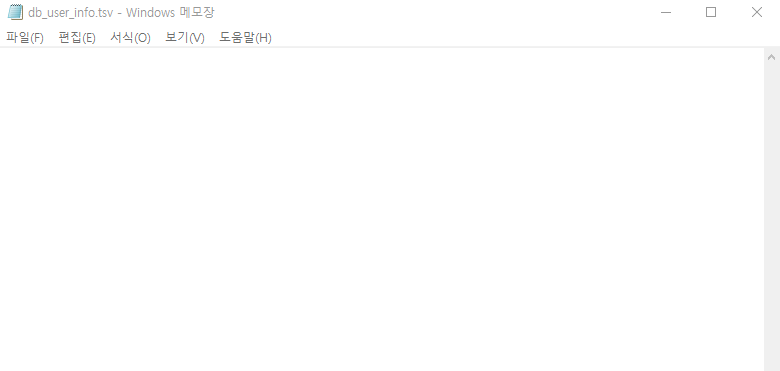 db_user_info.tsv - Windows 메모장
파일(F) 편집(E) 서식(O) 보기(V) 도움말(H)